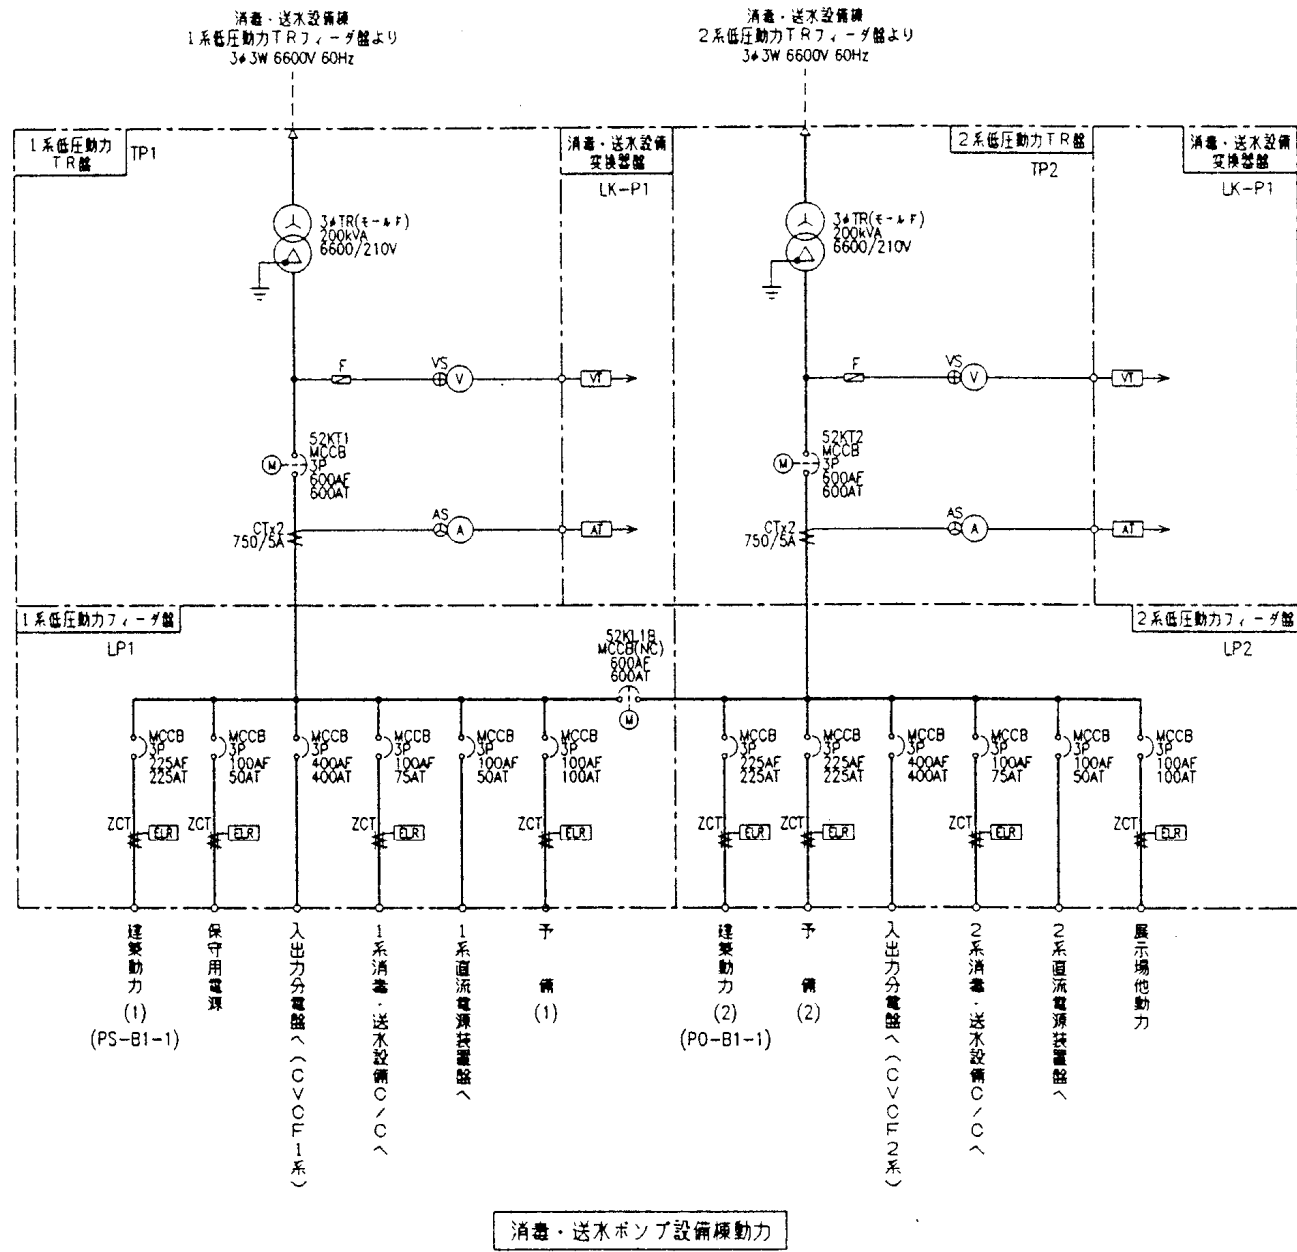 消毒・送水設備棟
1系低圧動力TRフィーダ盤より
3φ3W 6600V 60Hz
消毒・送水設備棟
2系低圧動力TRフィーダ盤より
3φ3W 6600V 60Hz
1系低圧動力
TR盤
TP1
消毒・送水設備
変換器盤
LK-P1
2系低圧動力TR盤
TP2
消毒・送水設備
変換器盤
LK-P1
3φTR(モールド)
200kVA
6600/210V
3φTR(モールド)
200kVA
6600/210V
F
VS
V
VT
F
VS
V
VT
52KT1
MCCB
3P
600AF
600AT
M
52KT2
MCCB
3P
600AF
600AT
M
CTx2
750/5A
AS
A
AT
CTx2
750/5A
AS
A
AT
1系低圧動力フィーダ盤
LP1
2系低圧動力フィーダ盤
LP2
52KL1B
MCCB(NC)
600AF
600AT
M
MCCB
3P
225AF
225AT
MCCB
3P
100AF
50AT
MCCB
3P
400AF
400AT
MCCB
3P
100AF
75AT
MCCB
3P
100AF
50AT
MCCB
3P
100AF
100AT
MCCB
3P
225AF
225AT
MCCB
3P
225AF
225AT
MCCB
3P
400AF
400AT
MCCB
3P
100AF
75AT
MCCB
3P
100AF
50AT
MCCB
3P
100AF
100AT
ZCT
ELR
ZCT
ELR
ZCT
ELR
ZCT
ELR
ZCT
ELR
ZCT
ELR
ZCT
ELR
ZCT
ELR
建築動力
(1)
(PS-B1-1)
保守用電源
入出力分電盤へ(CVCF1系)
1系消毒・送水設備C/Cへ
1系直流電源装置盤へ
予備
(1)
建築動力
(2)
(PO-B1-1)
予備
(2)
入出力分電盤へ(CVCF2系)
2系消毒・送水設備C/Cへ
2系直流電源装置盤へ
展示場他動力
消毒・送水ポンプ設備棟動力